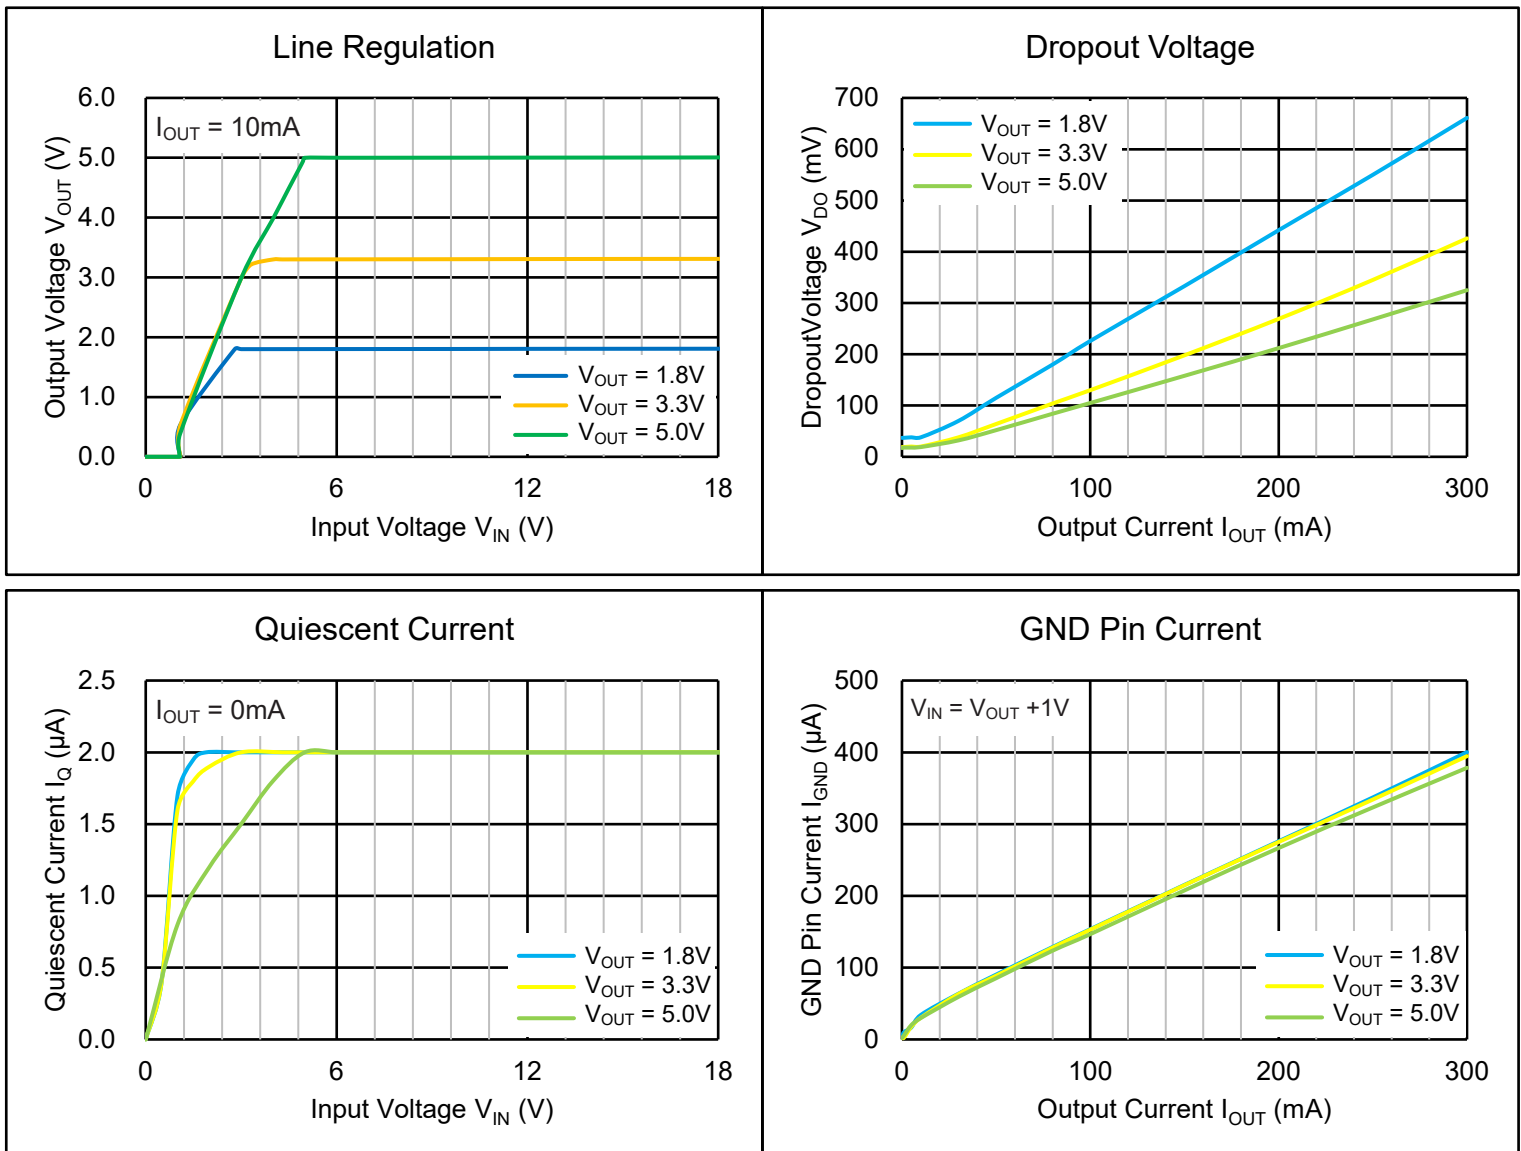 Line Regulation
6.0
5.0
4.0
3.0
2.0
1.0
0.0
Output Voltage VOUT (V)
IOUT = 10mA
VOUT = 1.8V
VOUT = 3.3V
VOUT = 5.0V
0 6 12 18
Input Voltage VIN (V)
Dropout Voltage
700
600
500
400
300
200
100
0
DropoutVoltage VDO (mV)
VOUT = 1.8V
VOUT = 3.3V
VOUT = 5.0V
0 100 200 300
Output Current IOUT (mA)
Quiescent Current
2.5
2.0
1.5
1.0
0.5
0.0
Quiescent Current IQ (µA)
IOUT = 0mA
VOUT = 1.8V
VOUT = 3.3V
VOUT = 5.0V
0 6 12 18
Input Voltage VIN (V)
GND Pin Current
500
400
300
200
100
0
GND Pin Current IGND (µA)
VIN = VOUT +1V
VOUT = 1.8V
VOUT = 3.3V
VOUT = 5.0V
0 100 200 300
Output Current IOUT (mA)